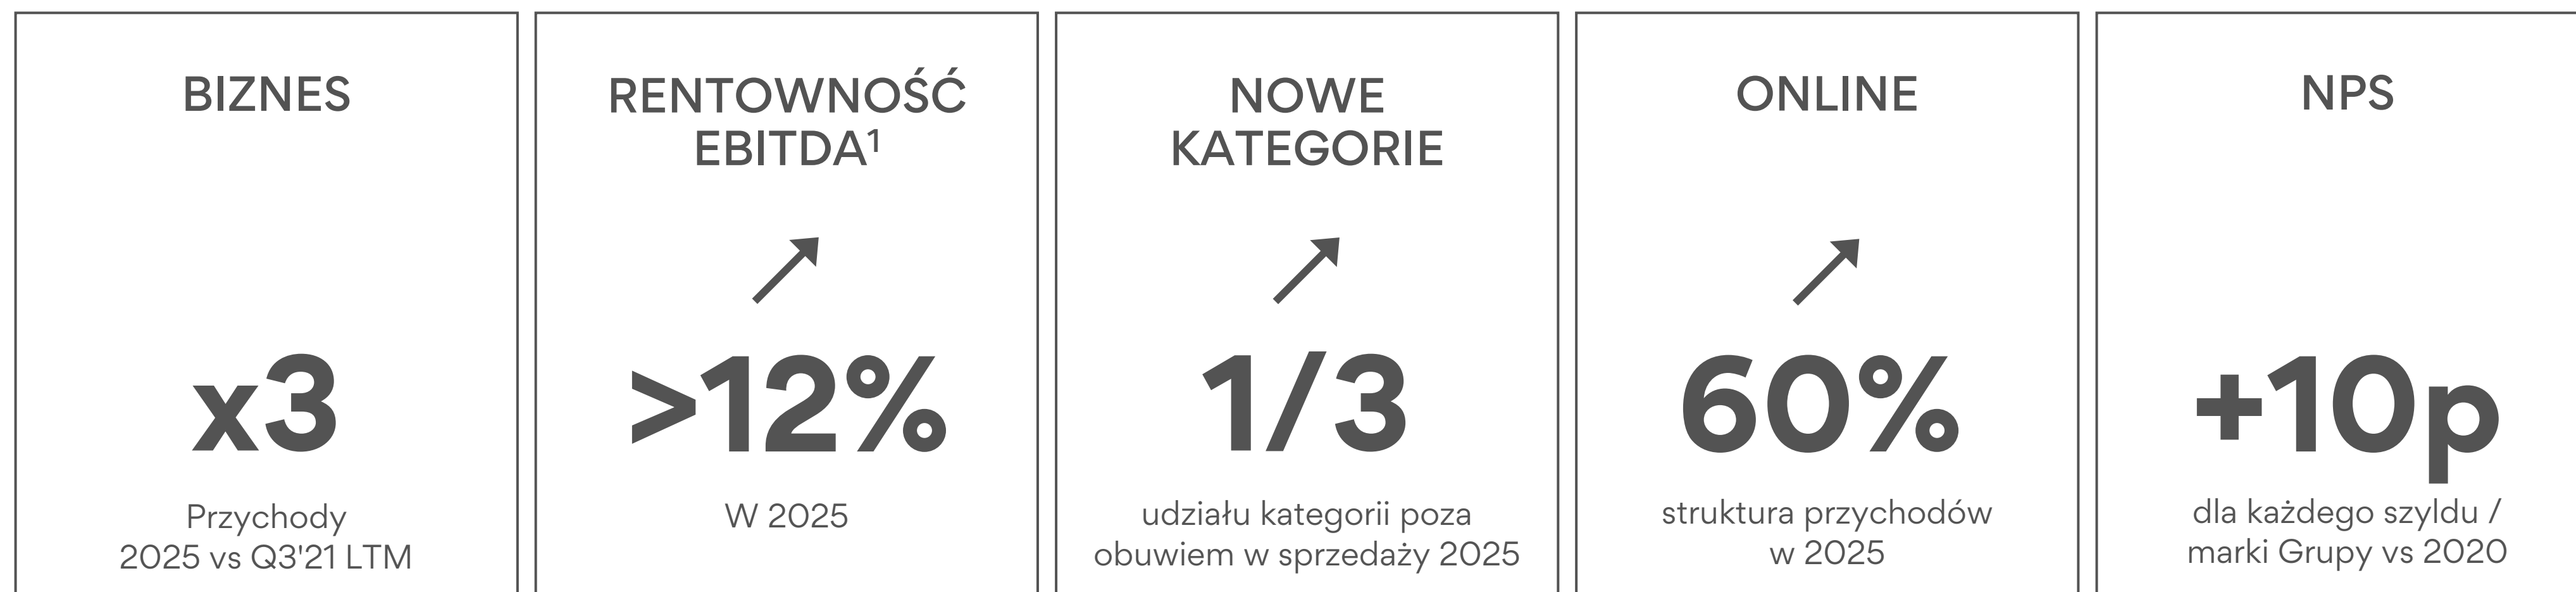 BIZNES
x3
Przychody
2025 vs Q3'21 LTM
RENTOWNOŚĆ
EBITDA¹
>12%
W 2025
NOWE
KATEGORIE
1/3
udziału kategorii poza
obuwiem w sprzedaży 2025
ONLINE
60%
struktura przychodów
w 2025
NPS
+10p
dla każdego szyldu /
marki Grupy vs 2020